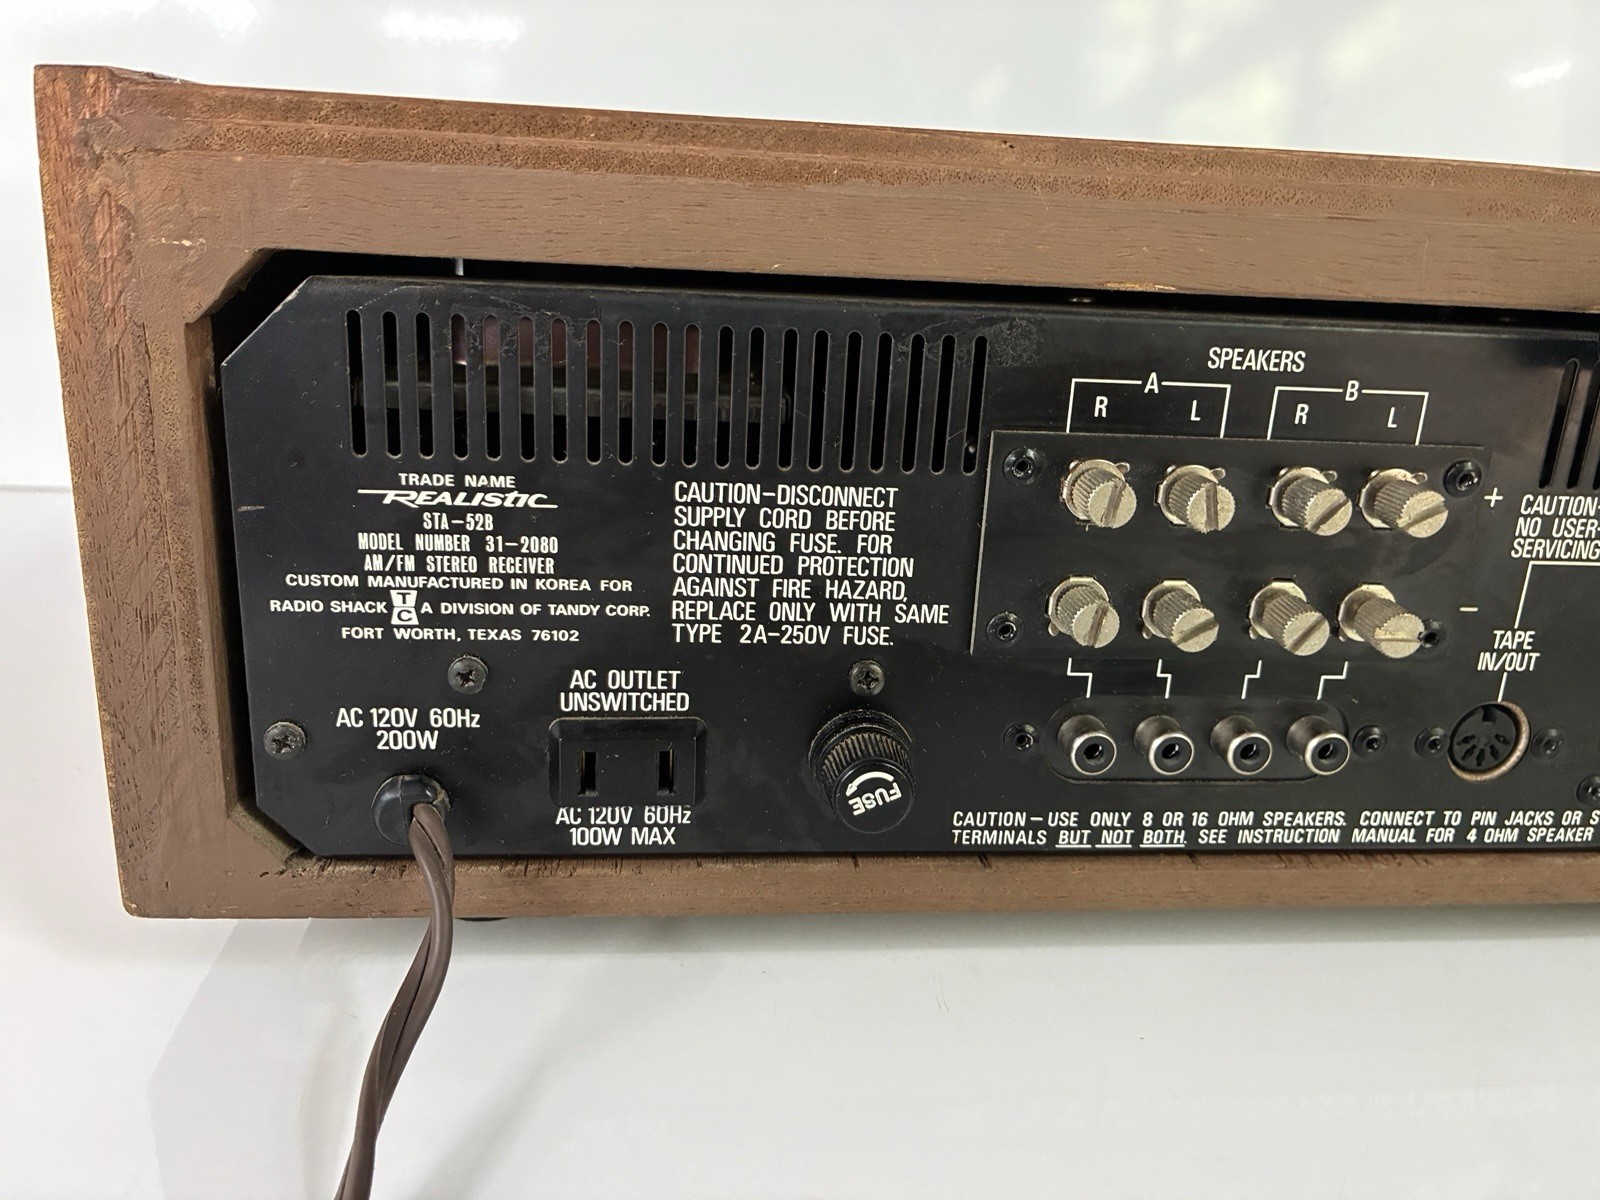 TRADE NAME
REALISTIC
STA-52B
MODEL NUMBER 31-2080
AM/FM STEREO RECEIVER
CUSTOM MANUFACTURED IN KOREA FOR
RADIO SHACK TC A DIVISION OF TANDY CORP.
FORT WORTH, TEXAS 76102
CAUTION-DISCONNECT
SUPPLY CORD BEFORE
CHANGING FUSE. FOR
CONTINUED PROTECTION
AGAINST FIRE HAZARD,
REPLACE ONLY WITH SAME
TYPE 2A-250V FUSE.
SPEAKERS
A B
R L R L
+
-
CAUTION-
NO USER-
SERVICING
TAPE
IN/OUT
AC 120V 60Hz
200W
AC OUTLET
UNSWITCHED
AC 120V 60Hz
100W MAX
FUSE
CAUTION-USE ONLY 8 OR 16 OHM SPEAKERS. CONNECT TO PIN JACKS OR S
TERMINALS BUT NOT BOTH. SEE INSTRUCTION MANUAL FOR 4 OHM SPEAKER